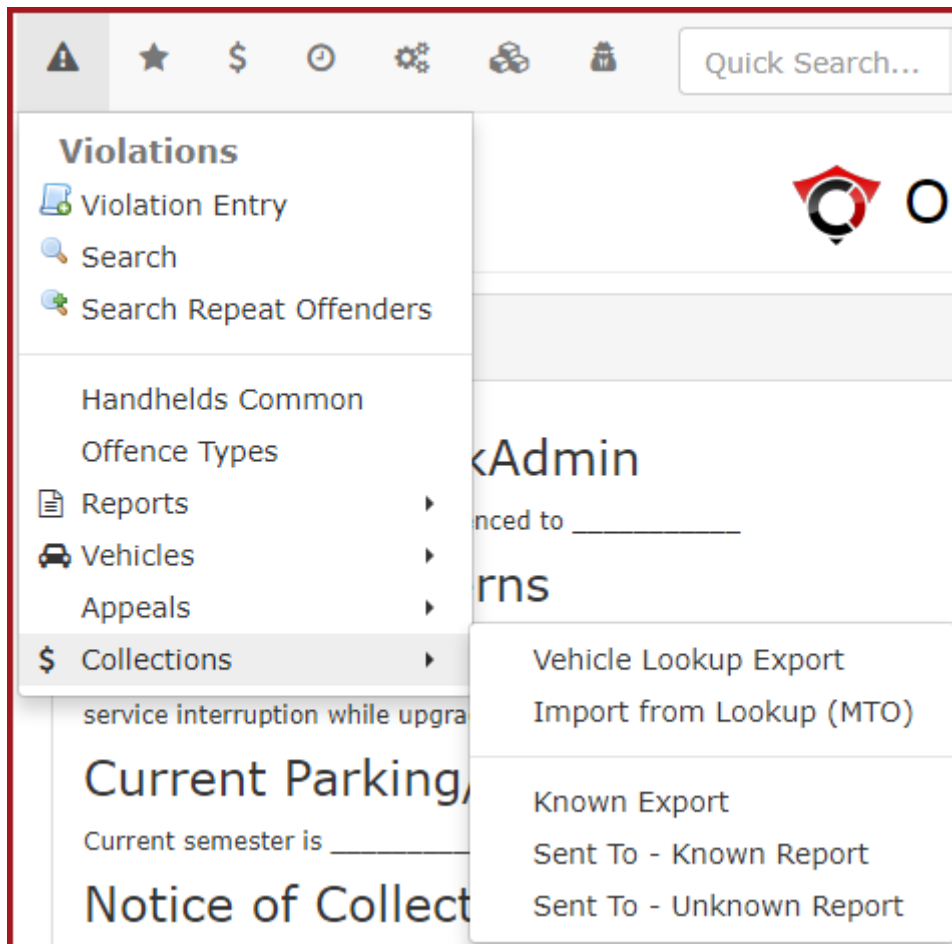 Quick Search...
Violations
Violation Entry
Search
Search Repeat Offenders
Handhelds Common
Offence Types
Reports
Vehicles
Appeals
$ Collections
Vehicle Lookup Export
Import from Lookup (MTO)
Known Export
Sent To - Known Report
Sent To - Unknown Report
O
kAdmin
nced to ___________
rns
service interruption while upgra
Current Parking/
Current semester is _________
Notice of Collect